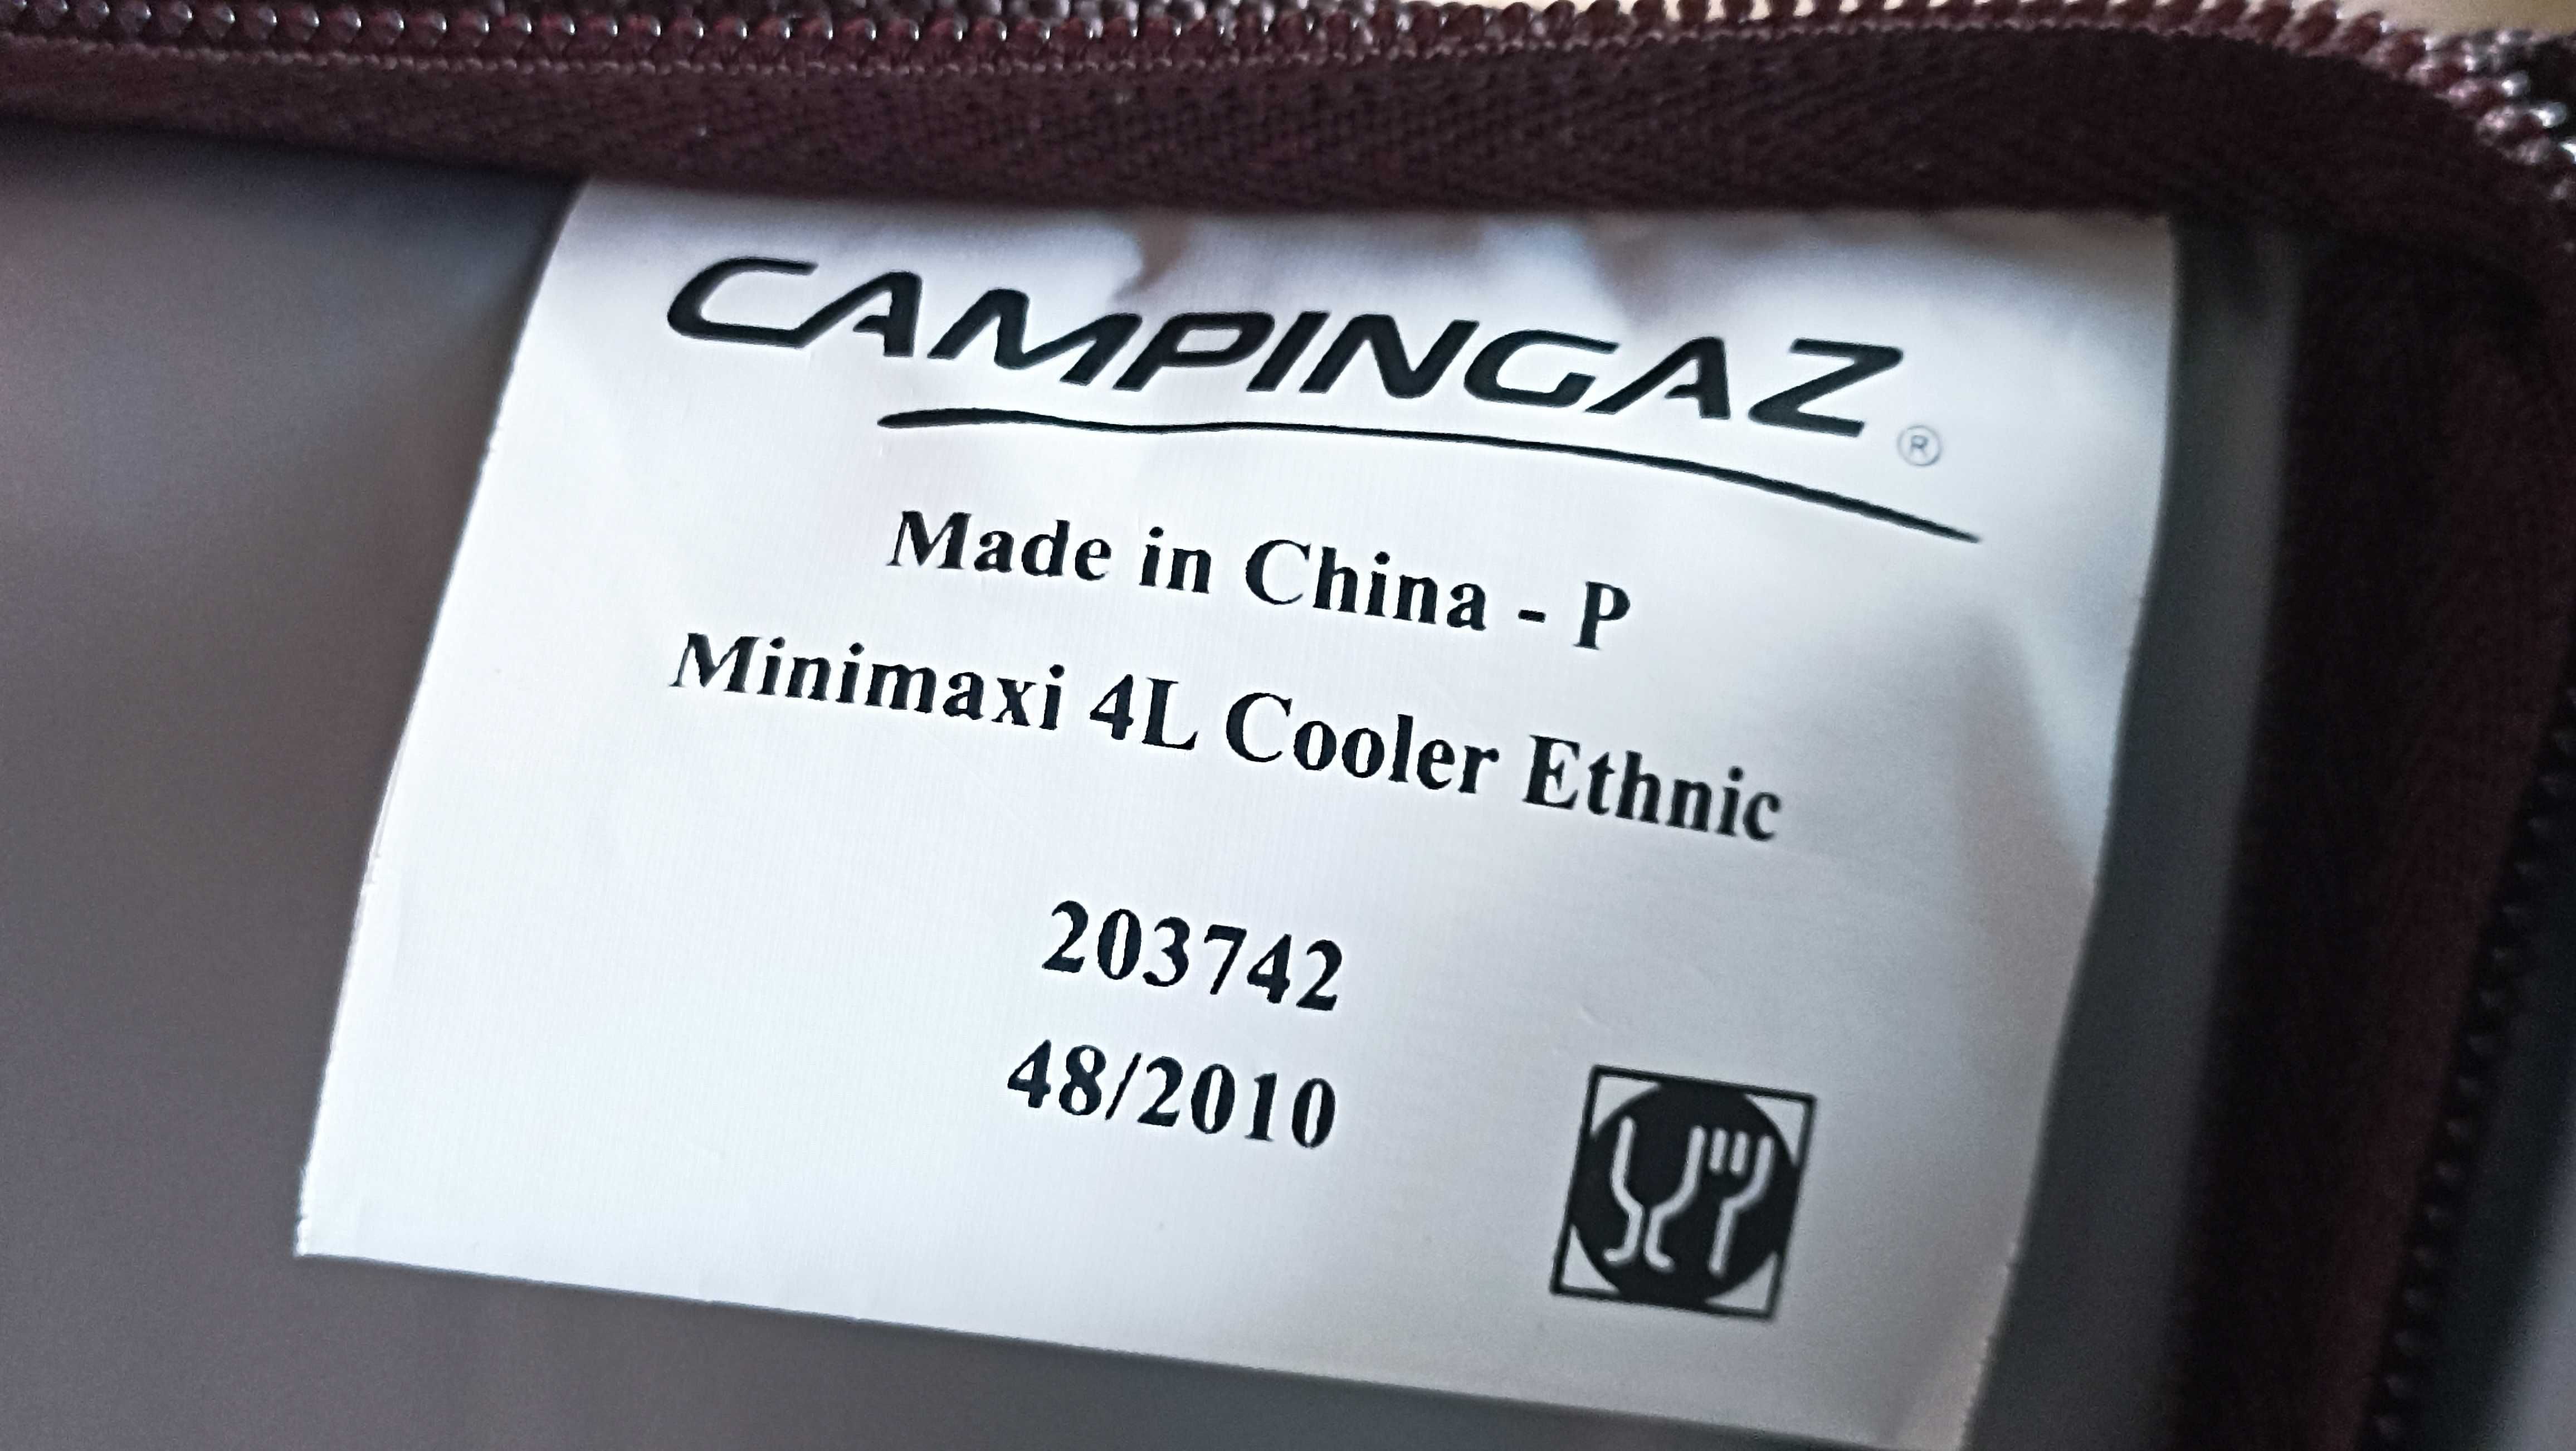 CAMPINGAZ®
Made in China - P
Minimaxi 4L Cooler Ethnic
203742
48/2010